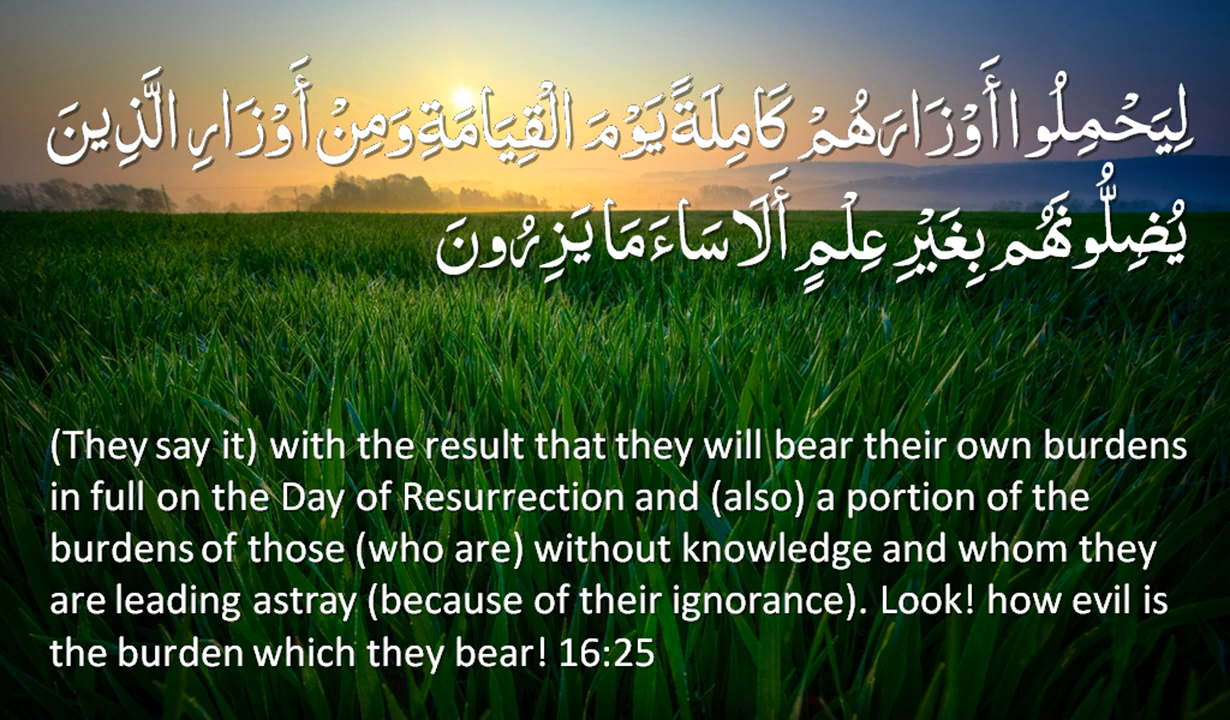 لِيَحْمِلُوا أَوْزَارَهُمْ كَامِلَةً يَوْمَ الْقِيَامَةِ وَمِنْ أَوْزَارِ الَّذِينَ
يُضِلُّونَهُم بِغَيْرِ عِلْمٍ أَلَا سَاءَ مَا يَزِرُونَ
(They say it) with the result that they will bear their own burdens
in full on the Day of Resurrection and (also) a portion of the
burdens of those (who are) without knowledge and whom they
are leading astray (because of their ignorance). Look! how evil is
the burden which they bear! 16:25